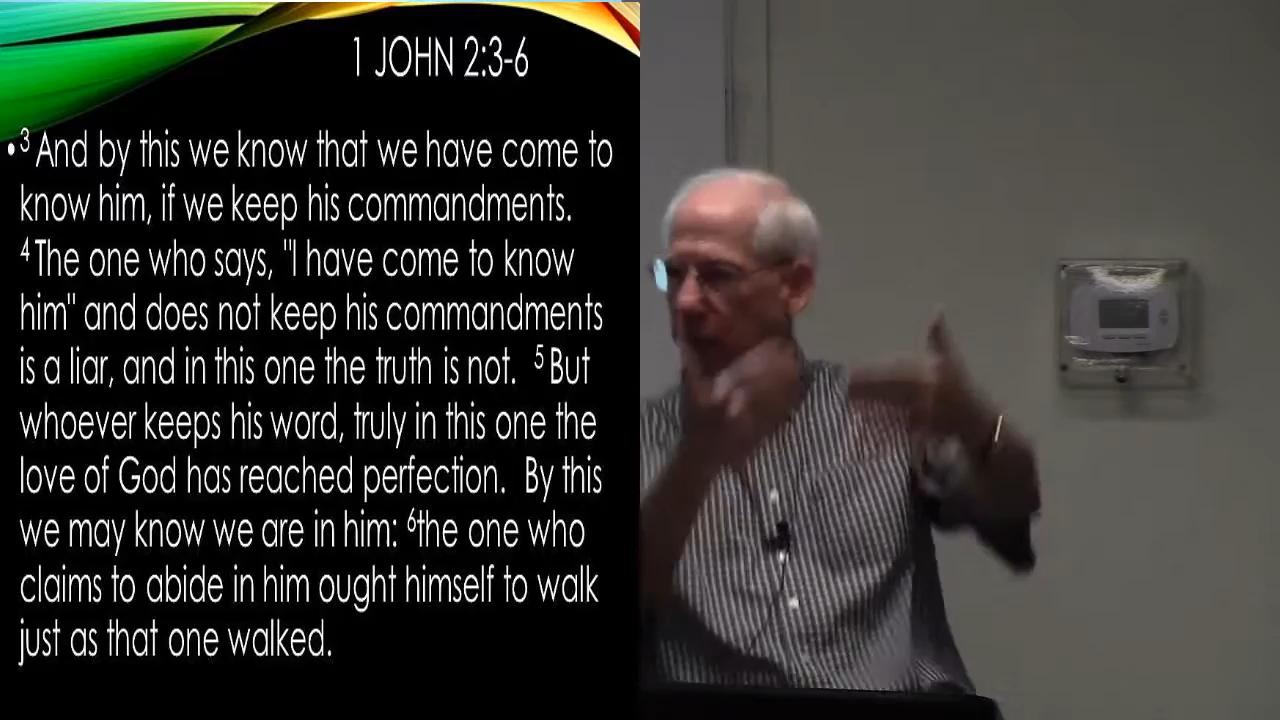 1 JOHN 2:3-6
•³ And by this we know that we have come to
know him, if we keep his commandments.
⁴ The one who says, "I have come to know
him" and does not keep his commandments
is a liar, and in this one the truth is not. ⁵ But
whoever keeps his word, truly in this one the
love of God has reached perfection. By this
we may know we are in him: ⁶the one who
claims to abide in him ought himself to walk
just as that one walked.